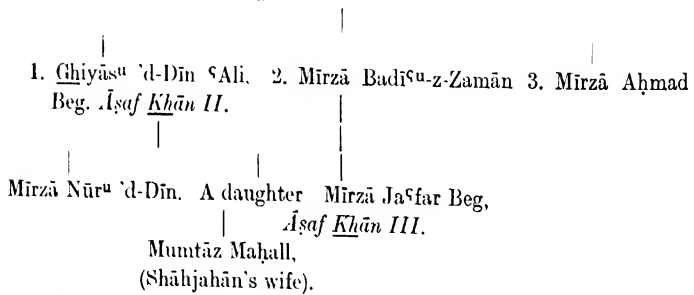 1. Ghiyāsᵘ 'd-Dīn ʿAli. 2. Mīrzā Badīʿᵘ-z-Zamān 3. Mīrzā Aḥmad
Beg. Āṣaf Khān II.
Mīrzā Nūrᵘ 'd-Dīn. A daughter Mīrzā Jaʿfar Beg,
Āṣaf Khān III.
Mumtāz Maḥall,
(Shāhjahān's wife).